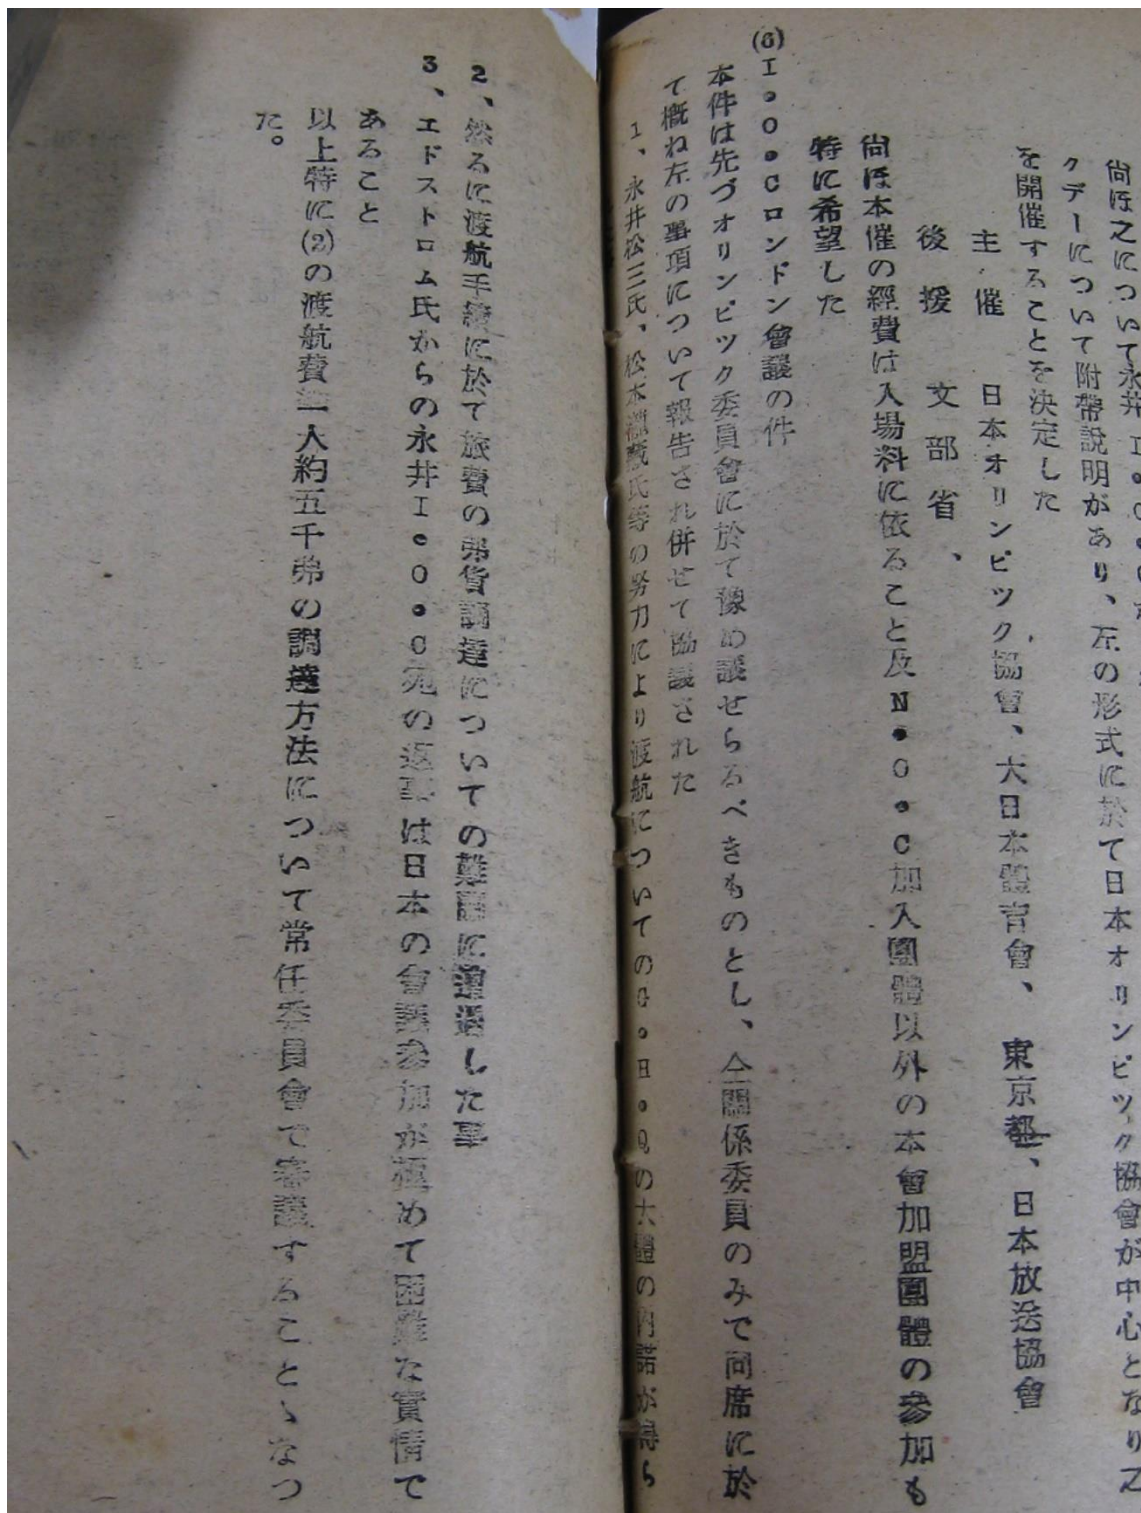 尚ほ之について永井I.O.C
クデーについて附帶説明があり、左の形式に於て日本オリンピツク協會が中心となり之
を開催することを決定した
主催 日本オリンピツク協會、大日本體育會、東京都、日本放送協會
後援 文部省、
尚ほ本催の經費は入場料に依ること及N.O.C加入團體以外の本會加盟團體の参加も
特に希望した
(6)I.O.Cロンドン會議の件
本件は先づオリンピツク委員會に於て豫め議せらるべきものとし、全關係委員のみで同席に於
て概ね左の事項について報告され併せて協議された
1、永井松三氏、松本瀧藏氏等の努力により渡航についてのG.H.Qの大體の内諾が得ら
2、然るに渡航手續に於て旅費の弗貨調達についての難關に遭遇した事
3、エドストロム氏からの永井I.O.C宛の返事は日本の會議参加が極めて困難な實情で
あること
以上特に(2)の渡航費一人約五千弗の調達方法について常任委員會で審議することゝなつ
た。